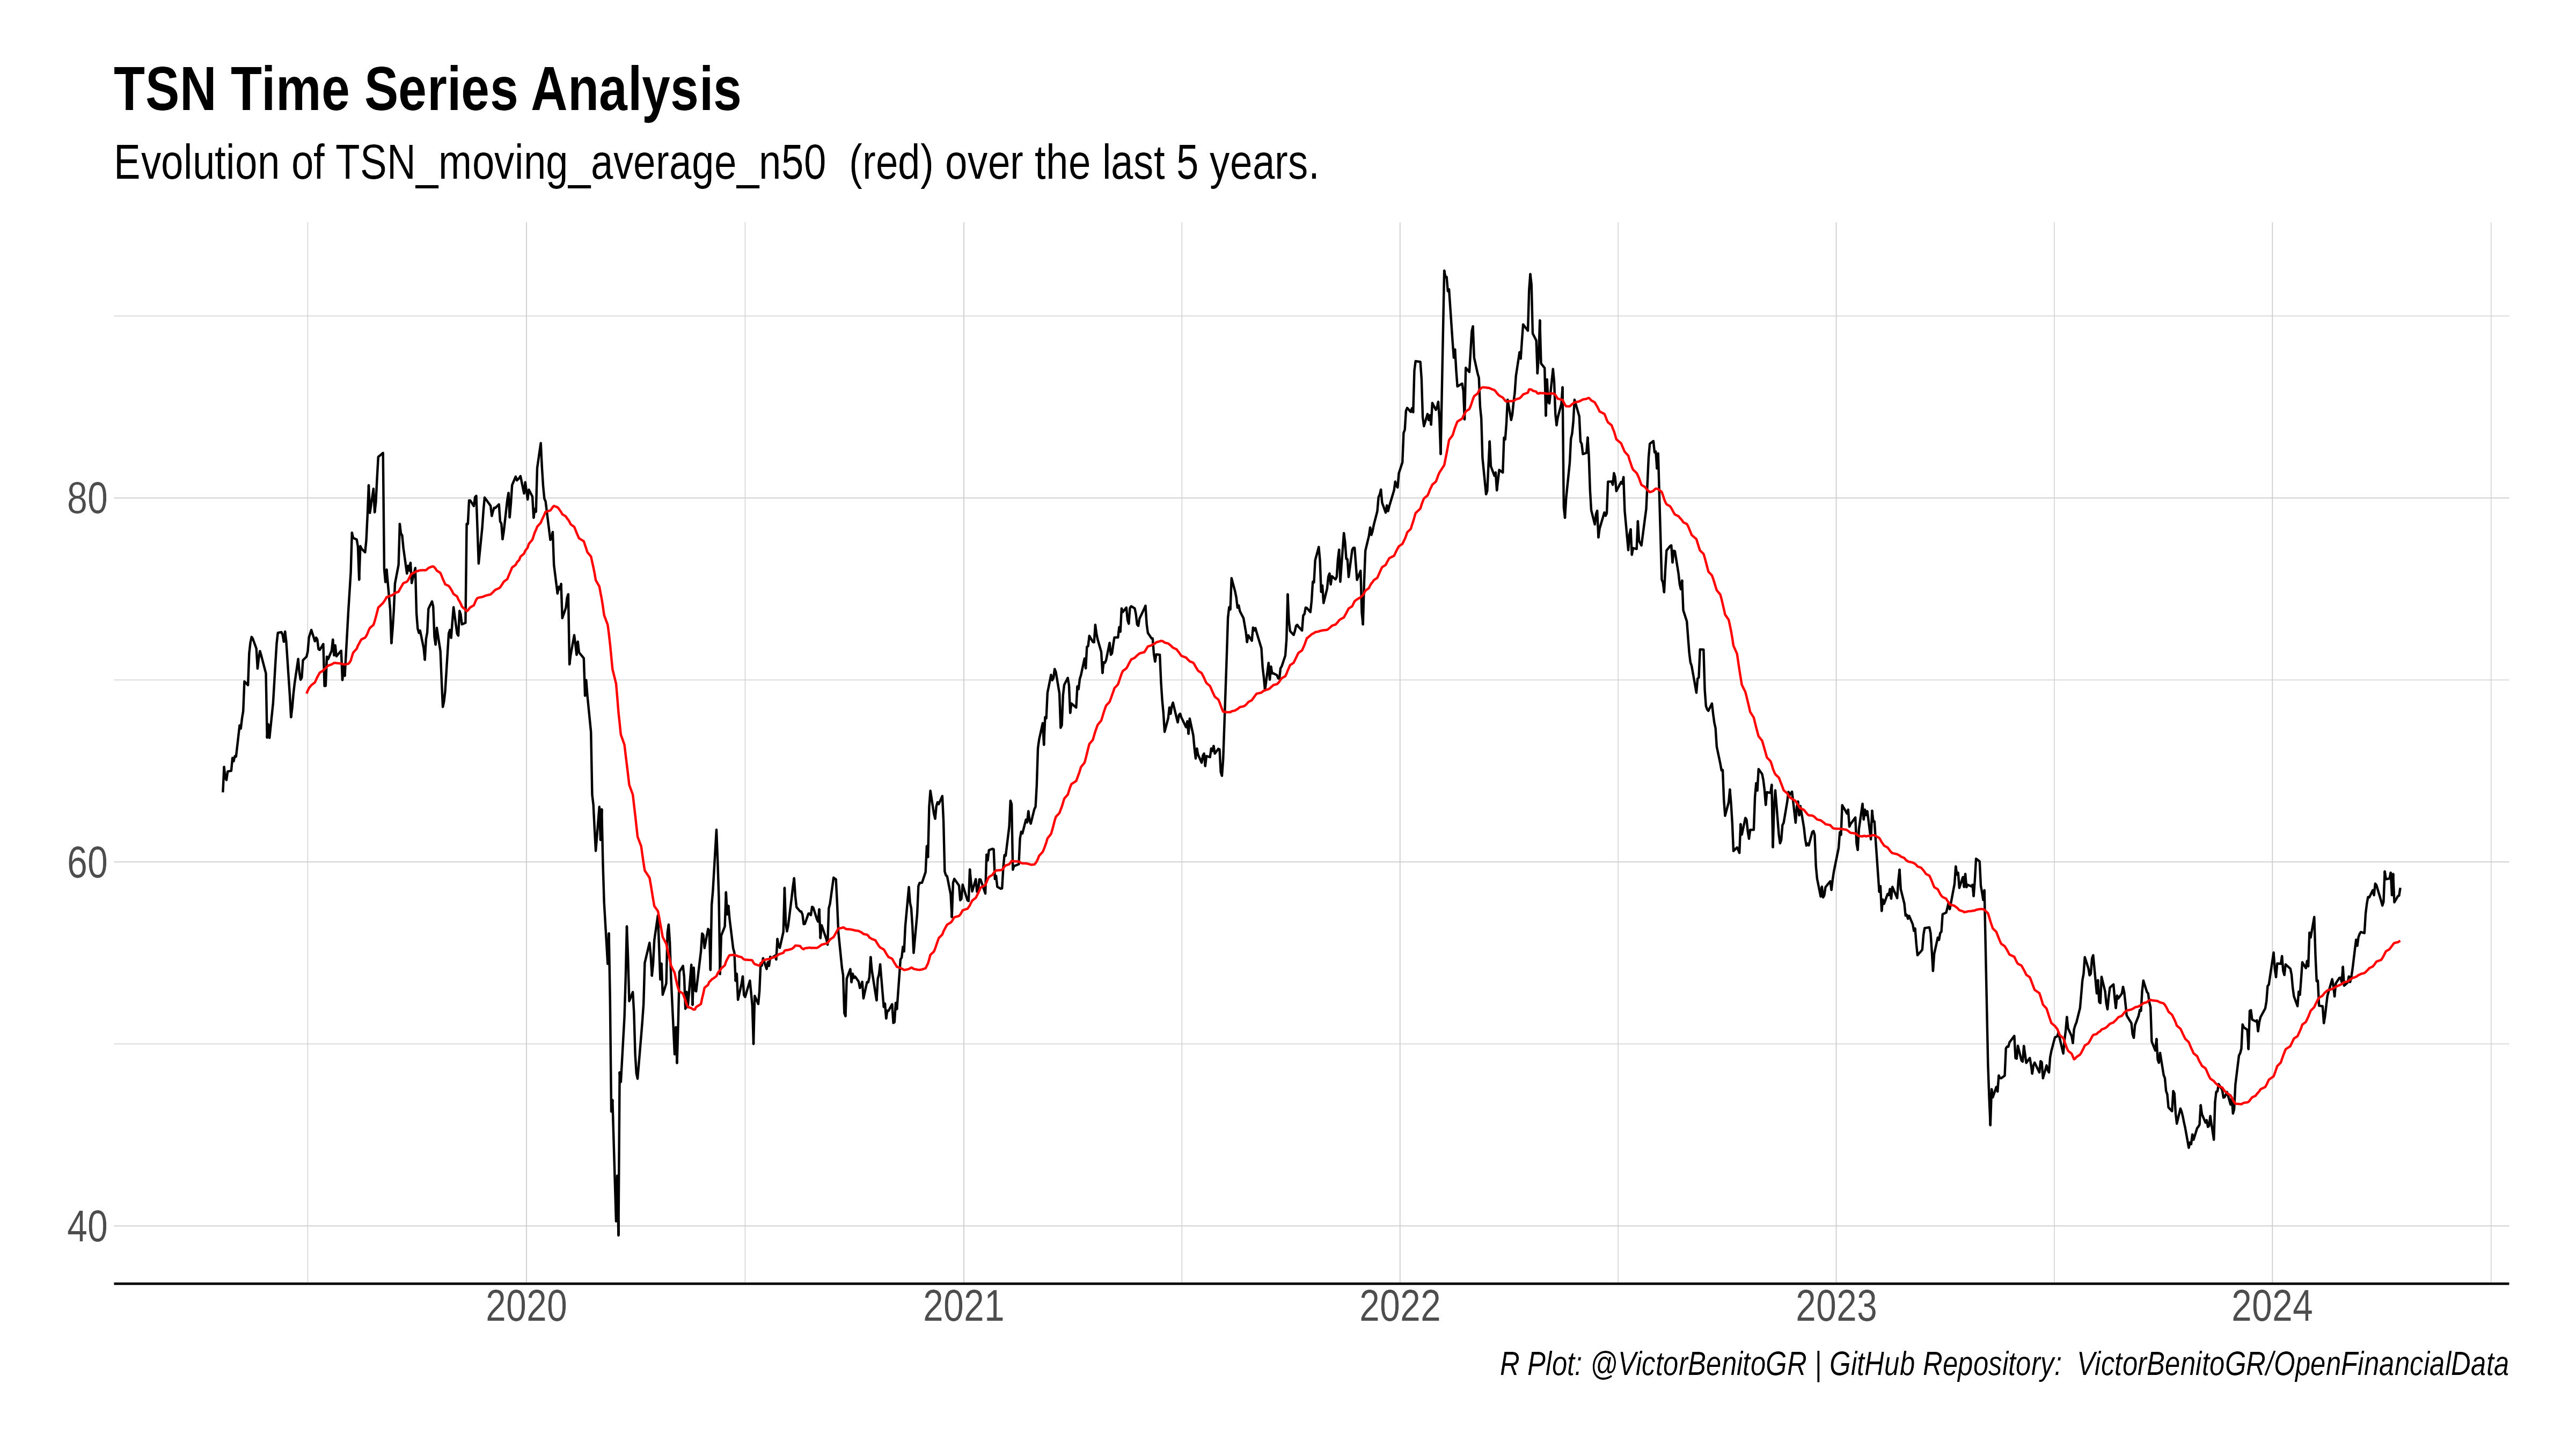 TSN Time Series Analysis
Evolution of TSN_moving_average_n50  (red) over the last 5 years.
80
60
40
2020 2021 2022 2023 2024
R Plot: @VictorBenitoGR | GitHub Repository:  VictorBenitoGR/OpenFinancialData